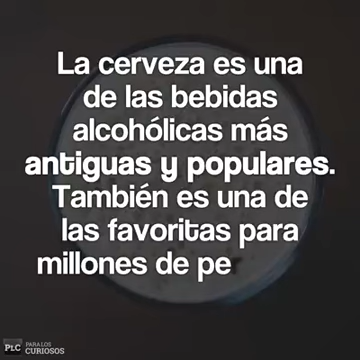 La cerveza es una
de las bebidas
alcohólicas más
antiguas y populares.
También es una de
las favoritas para
millones de pe
PLC PARA LOS
CURIOSOS